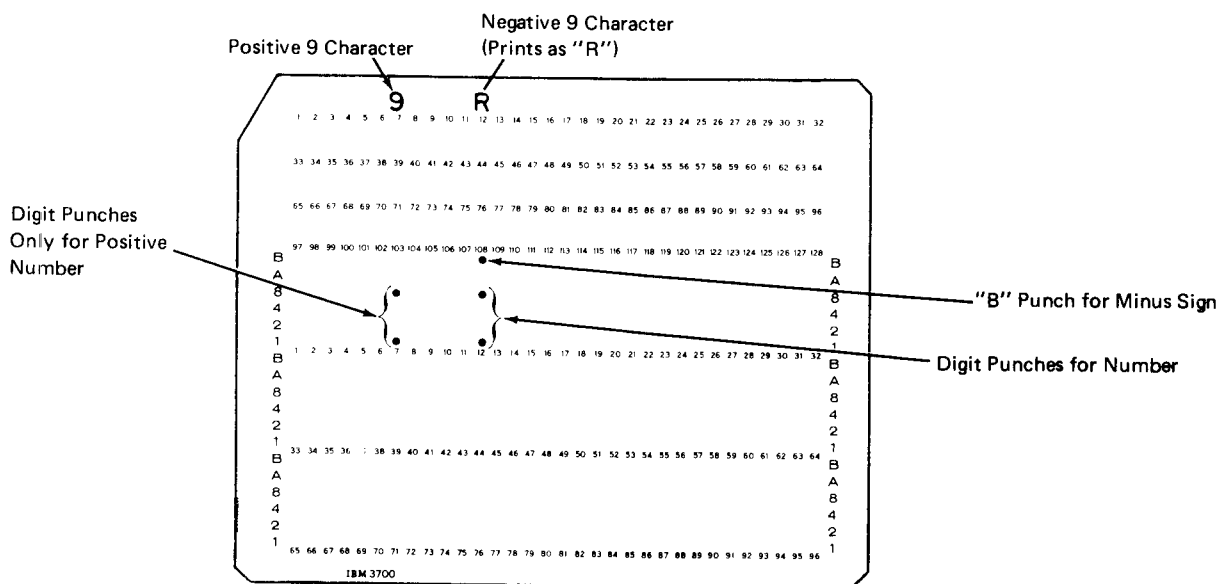 Negative 9 Character
(Prints as "R")
Positive 9 Character
9 R
1 2 3 4 5 6 7 8 9 10 11 12 13 14 15 16 17 18 19 20 21 22 23 24 25 26 27 28 29 30 31 32
33 34 35 36 37 38 39 40 41 42 43 44 45 46 47 48 49 50 51 52 53 54 55 56 57 58 59 60 61 62 63 64
65 66 67 68 69 70 71 72 73 74 75 76 77 78 79 80 81 82 83 84 85 86 87 88 89 90 91 92 93 94 95 96
97 98 99 100 101 102 103 104 105 106 107 108 109 110 111 112 113 114 115 116 117 118 119 120 121 122 123 124 125 126 127 128
Digit Punches
Only for Positive
Number
B B
A A
8 8
4 4
2 2
1 1
"B" Punch for Minus Sign
Digit Punches for Number
1 2 3 4 5 6 7 8 9 10 11 12 13 14 15 16 17 18 19 20 21 22 23 24 25 26 27 28 29 30 31 32
B B
A A
8 8
4 4
2 2
1 1
33 34 35 36 38 39 40 41 42 43 44 45 46 47 48 49 50 51 52 53 54 55 56 57 58 59 60 61 62 63 64
B B
A A
8 8
4 4
2 2
1 1
65 66 67 68 69 70 71 72 73 74 75 76 77 78 79 80 81 82 83 84 85 86 87 88 89 90 91 92 93 94 95 96
IBM 3700